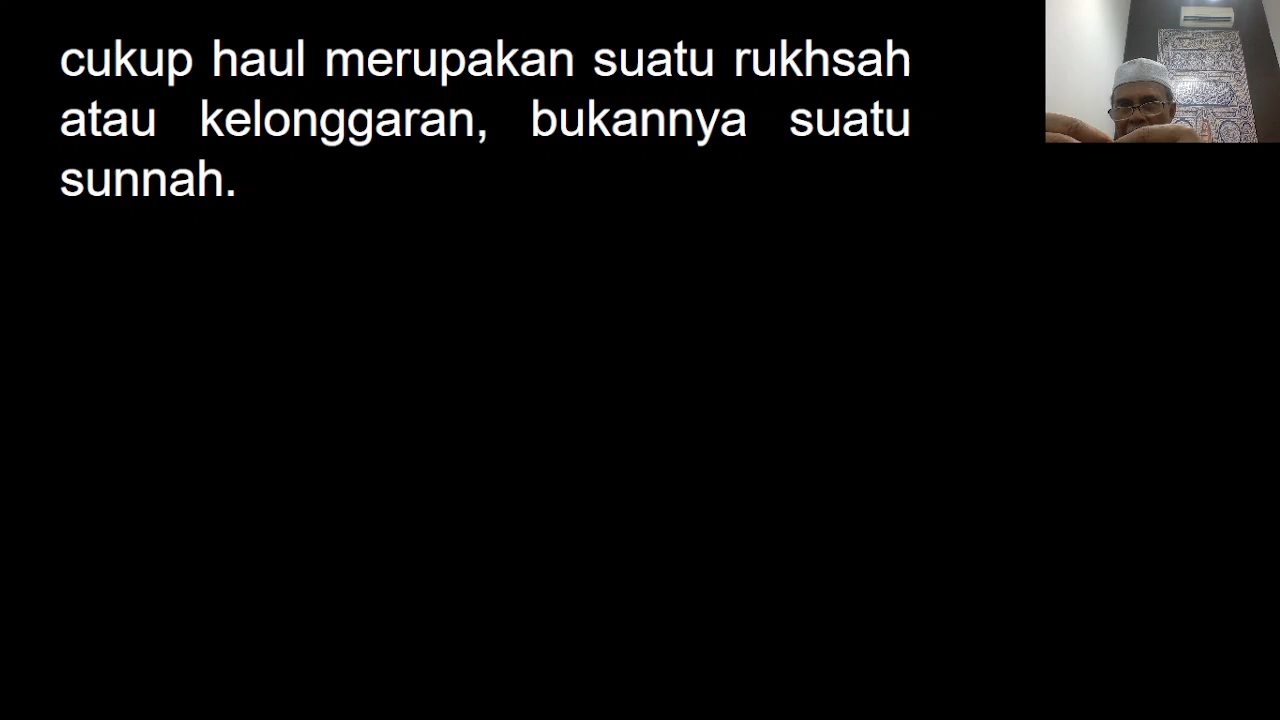 cukup haul merupakan suatu rukhsah
atau kelonggaran, bukannya suatu
sunnah.